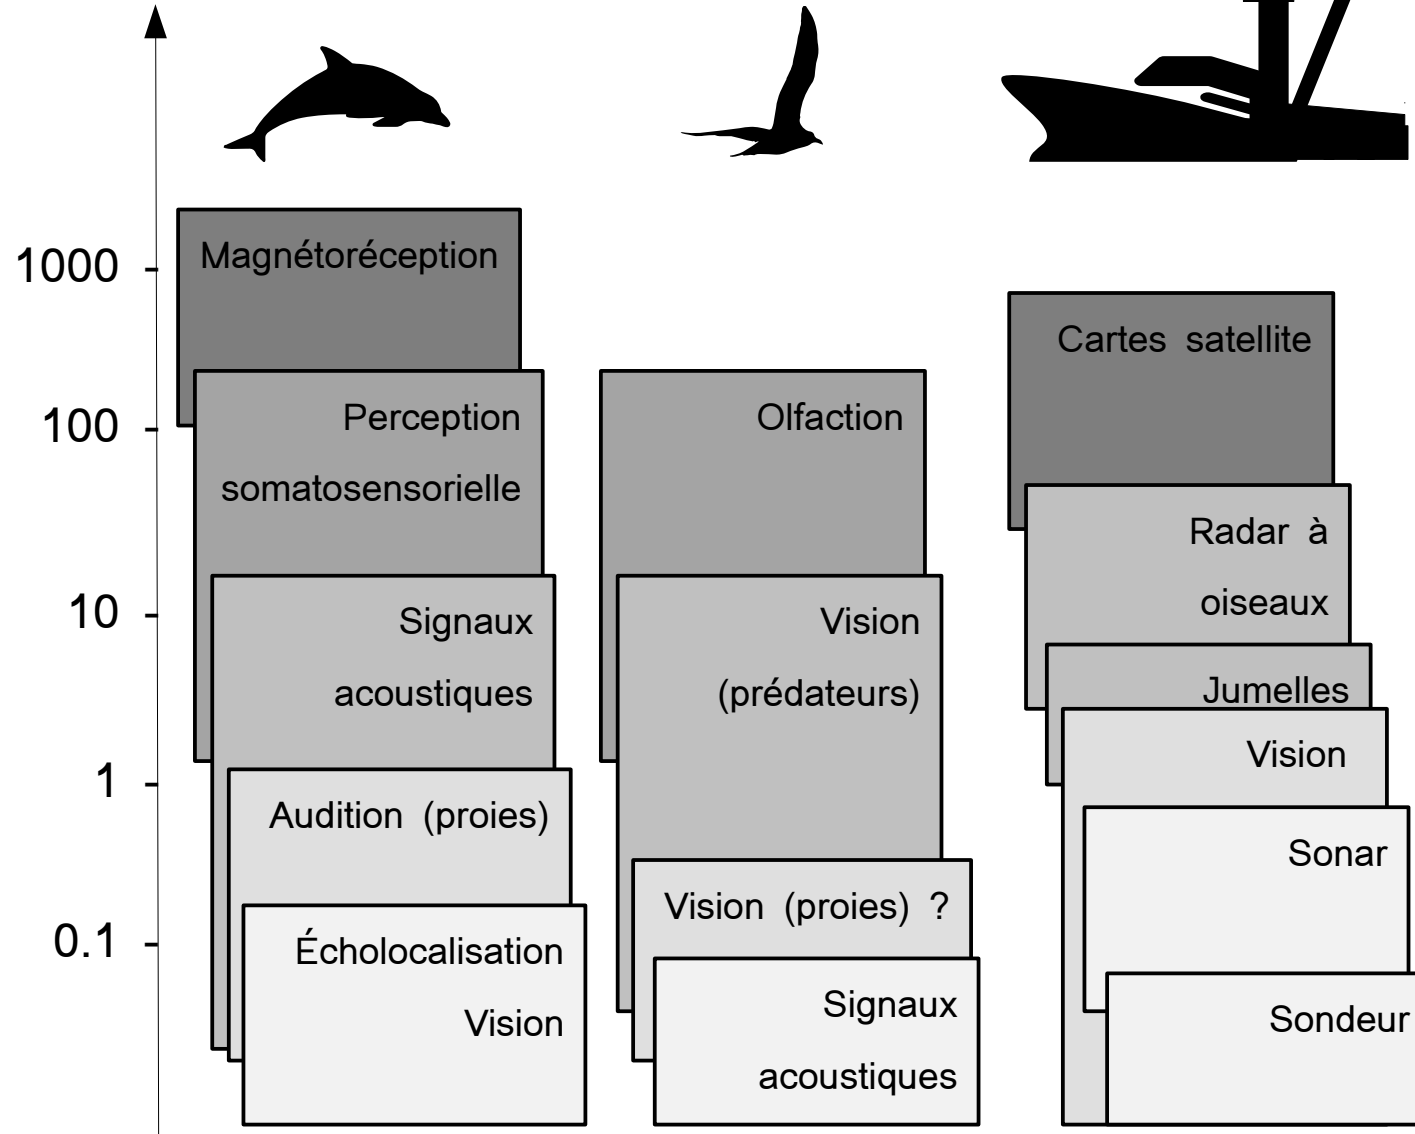 1000
100
10
1
0.1
Magnétoréception
Perception
somatosensorielle
Signaux
acoustiques
Audition (proies)
Écholocalisation
Vision
Olfaction
Vision
(prédateurs)
Vision (proies) ?
Signaux
acoustiques
Cartes satellite
Radar à
oiseaux
Jumelles
Vision
Sonar
Sondeur